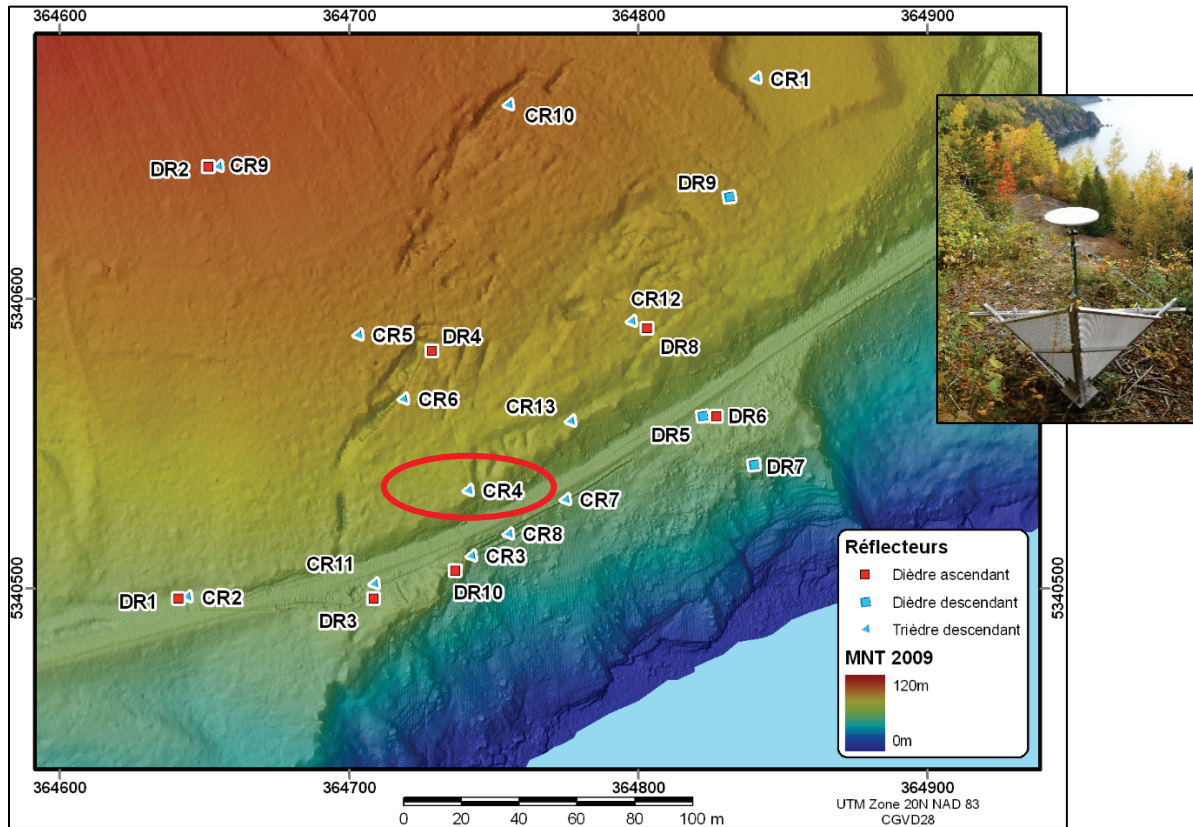 364600 364700 364800 364900
CR1
CR10
DR2 CR9
DR9
5340600
5340600
CR12
CR5 DR4
DR8
CR6
CR13
DR5 DR6
DR7
CR4
CR7
CR8
CR11 CR3
DR10
DR1 CR2
DR3
5340500
5340500
Réflecteurs
Dièdre ascendant
Dièdre descendant
Trièdre descendant
MNT 2009
120m
0m
364600 364700 364800 364900
0 20 40 60 80 100 m
UTM Zone 20N NAD 83
CGVD28